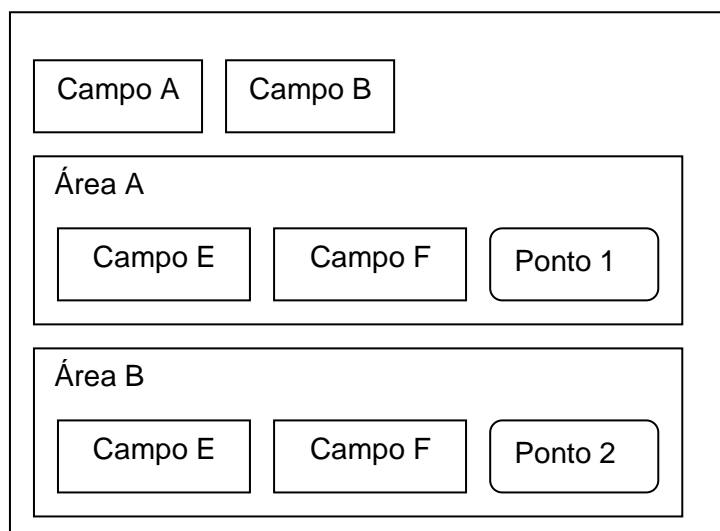 Campo A Campo B
Área A
Campo E Campo F Ponto 1
Área B
Campo E Campo F Ponto 2